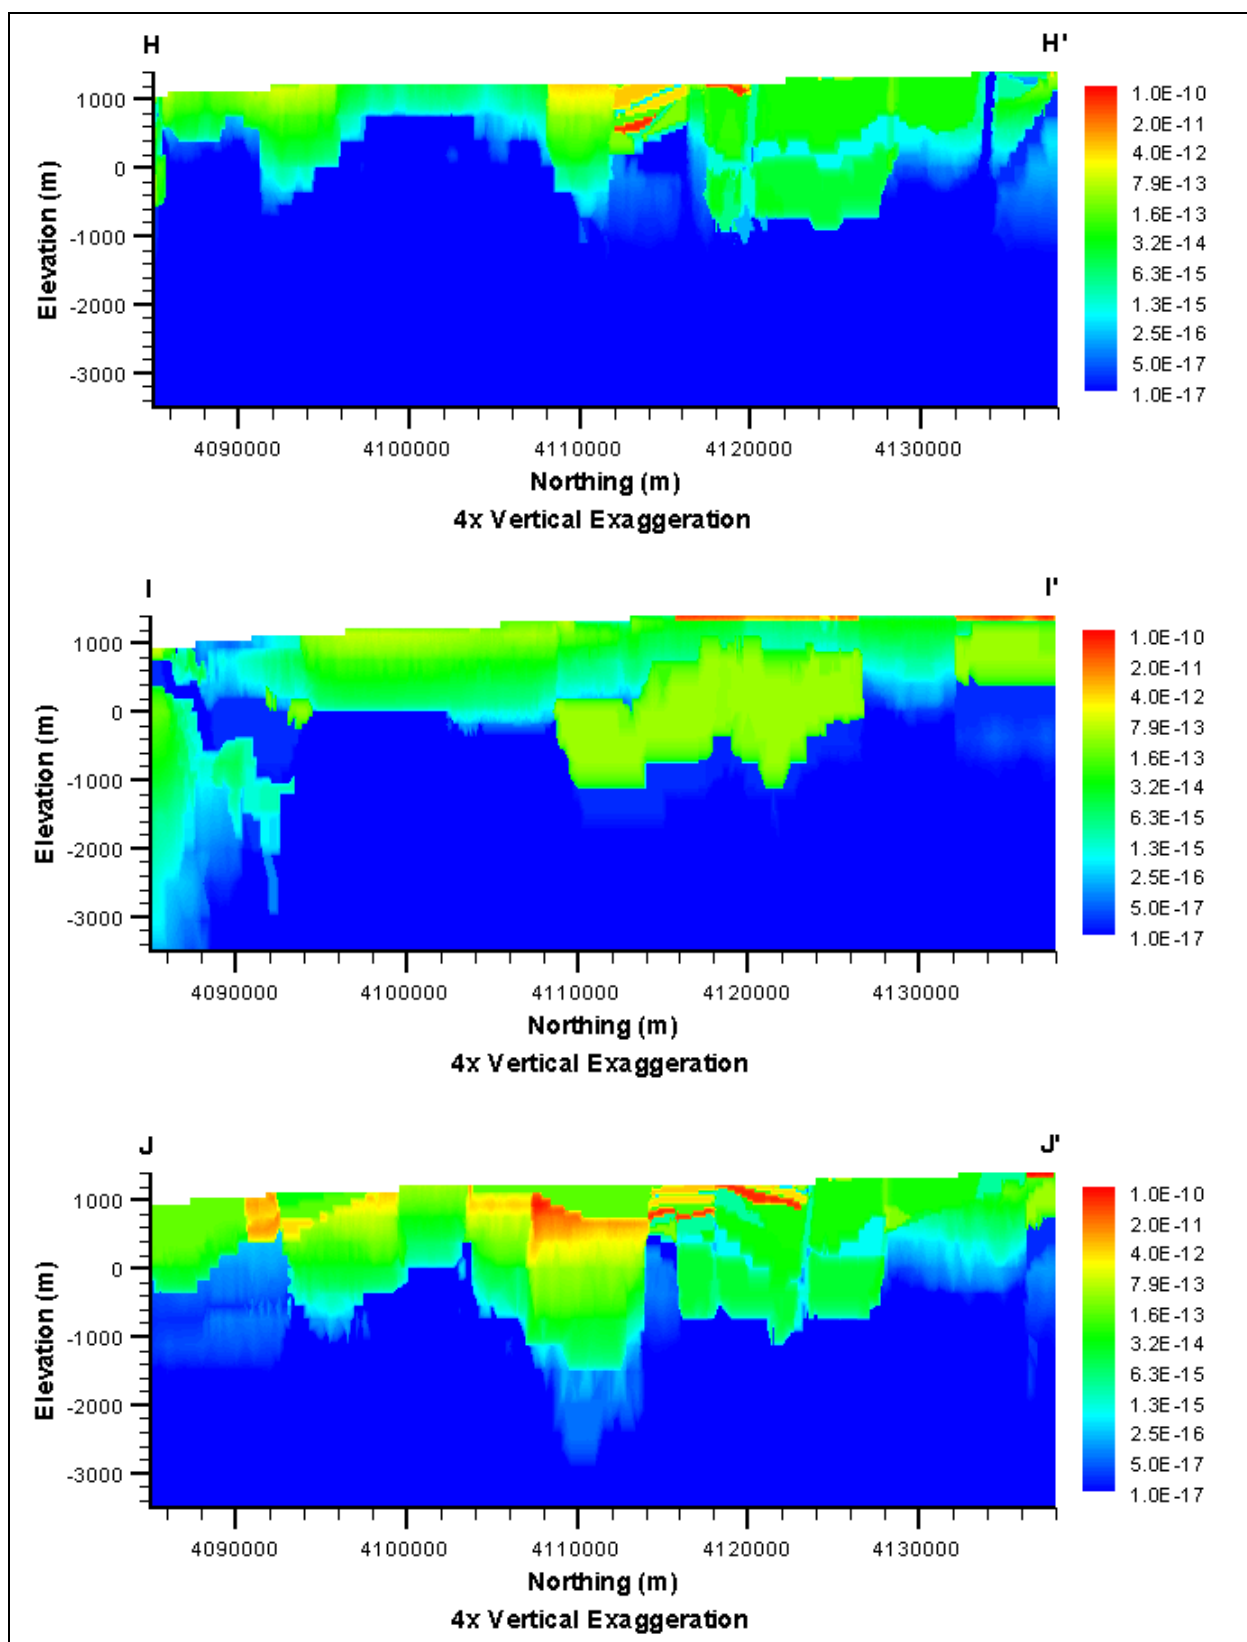 H H'
1000
0
-1000
-2000
-3000
Elevation (m)
4090000 4100000 4110000 4120000 4130000
Northing (m)
4x Vertical Exaggeration
1.0E-10
2.0E-11
4.0E-12
7.9E-13
1.6E-13
3.2E-14
6.3E-15
1.3E-15
2.5E-16
5.0E-17
1.0E-17
I I'
1000
0
-1000
-2000
-3000
Elevation (m)
4090000 4100000 4110000 4120000 4130000
Northing (m)
4x Vertical Exaggeration
1.0E-10
2.0E-11
4.0E-12
7.9E-13
1.6E-13
3.2E-14
6.3E-15
1.3E-15
2.5E-16
5.0E-17
1.0E-17
J J'
1000
0
-1000
-2000
-3000
Elevation (m)
4090000 4100000 4110000 4120000 4130000
Northing (m)
4x Vertical Exaggeration
1.0E-10
2.0E-11
4.0E-12
7.9E-13
1.6E-13
3.2E-14
6.3E-15
1.3E-15
2.5E-16
5.0E-17
1.0E-17